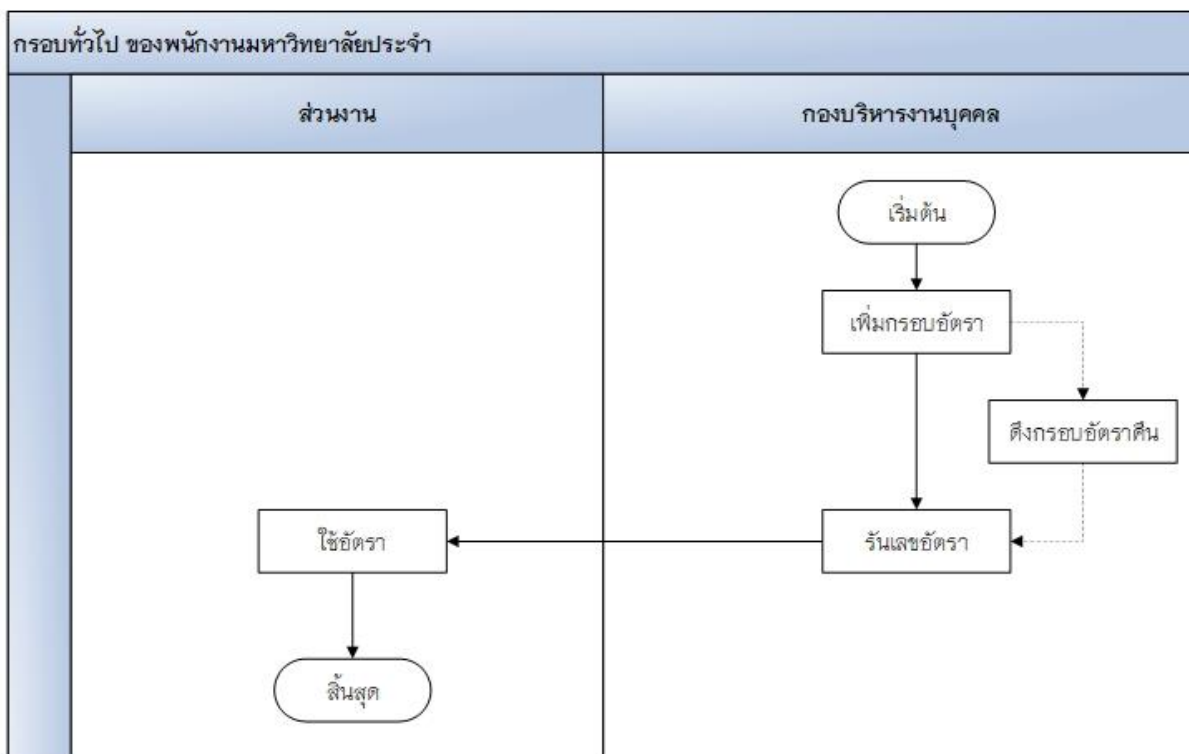 กรอบทั่วไป ของพนักงานมหาวิทยาลัยประจำ
ส่วนงาน
กองบริหารงานบุคคล
เริ่มต้น
เพิ่มกรอบอัตรา
ดึงกรอบอัตราคืน
ใช้อัตรา
รันเลขอัตรา
สิ้นสุด